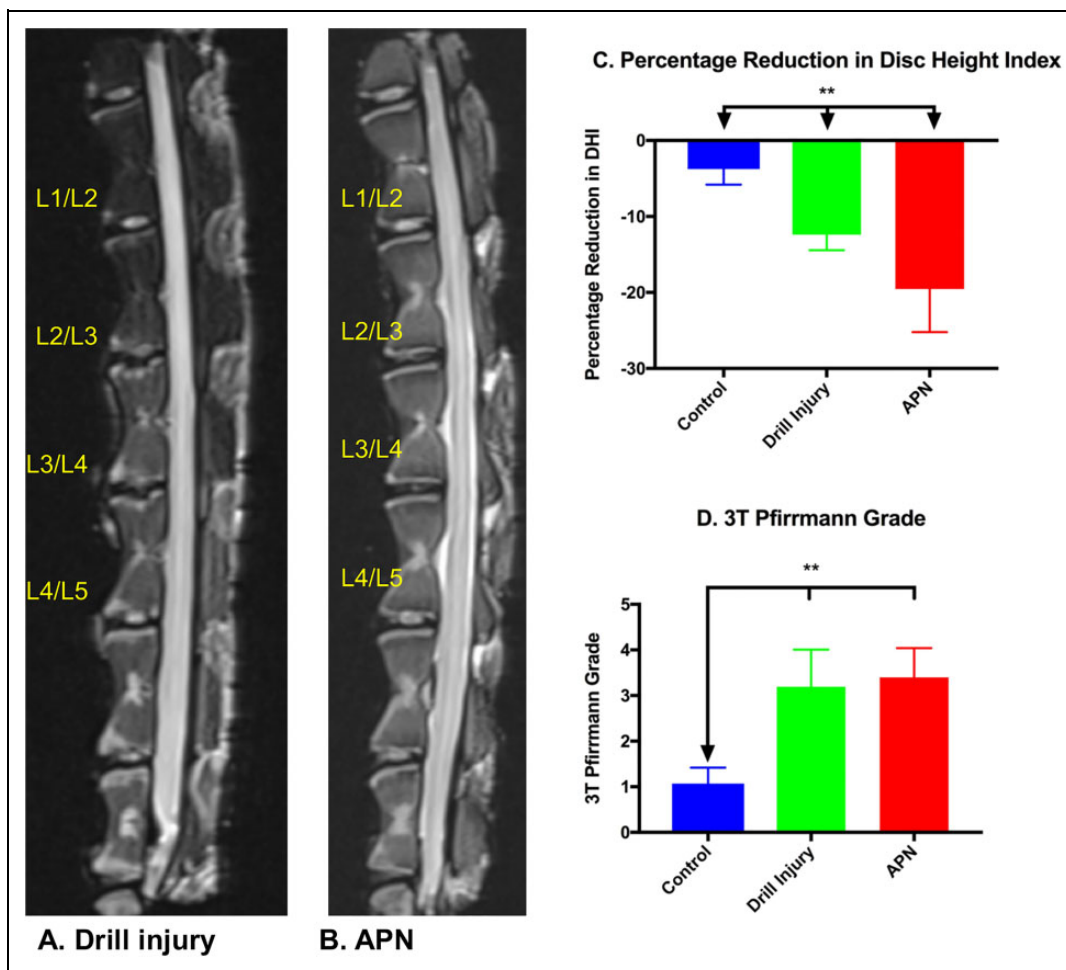 L1/L2
L2/L3
L3/L4
L4/L5
A. Drill injury
L1/L2
L2/L3
L3/L4
L4/L5
B. APN
C. Percentage Reduction in Disc Height Index
**
Percentage Reduction in DHI
0
-10
-20
-30
Control
Drill Injury
APN
D. 3T Pfirrmann Grade
**
3T Pfirrmann Grade
5
4
3
2
1
0
Control
Drill Injury
APN